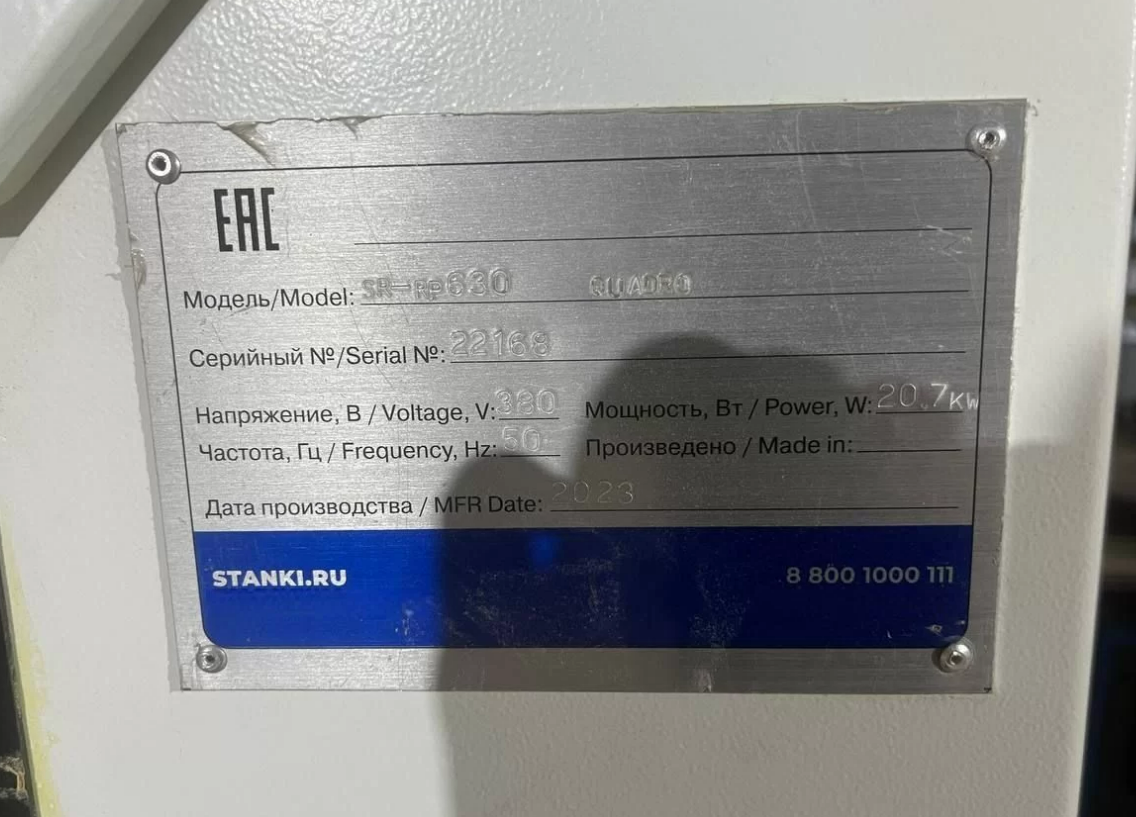 EAC
Модель/Model: SR-RP630 QUADRO
Серийный №/Serial №: 22168
Напряжение, В / Voltage, V: 380 Мощность, Вт / Power, W: 20.7KW
Частота, Гц / Frequency, Hz: 50 Произведено / Made in:
Дата производства / MFR Date: 2023
STANKI.RU 8 800 1000 111